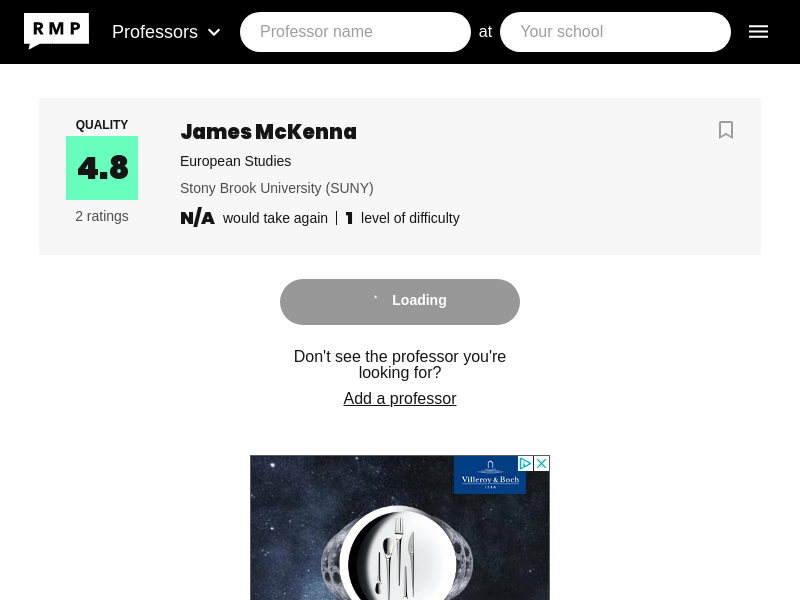 RMP
Professors
Professor name
at
Your school
QUALITY
4.8
2 ratings
James McKenna
European Studies
Stony Brook University (SUNY)
N/A would take again | 1 level of difficulty
Loading
Don't see the professor you're
looking for?
Add a professor
Villeroy & Boch
1748